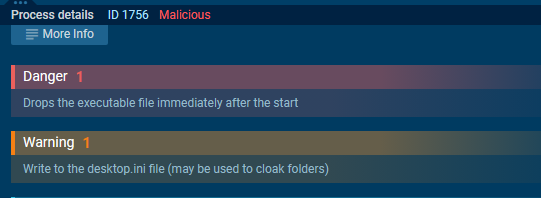 Process details ID 1756 Malicious
More Info
Danger 1
Drops the executable file immediately after the start
Warning 1
Write to the desktop.ini file (may be used to cloak folders)